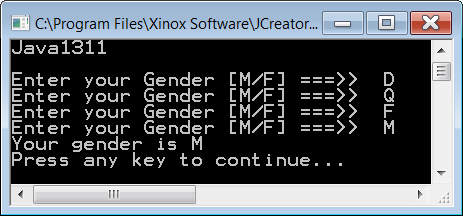 C:\Program Files\Xinox Software\JCreator...
Java1311
Enter your Gender [M/F] ===>>  D
Enter your Gender [M/F] ===>>  Q
Enter your Gender [M/F] ===>>  F
Enter your Gender [M/F] ===>>  M
Your gender is M
Press any key to continue...